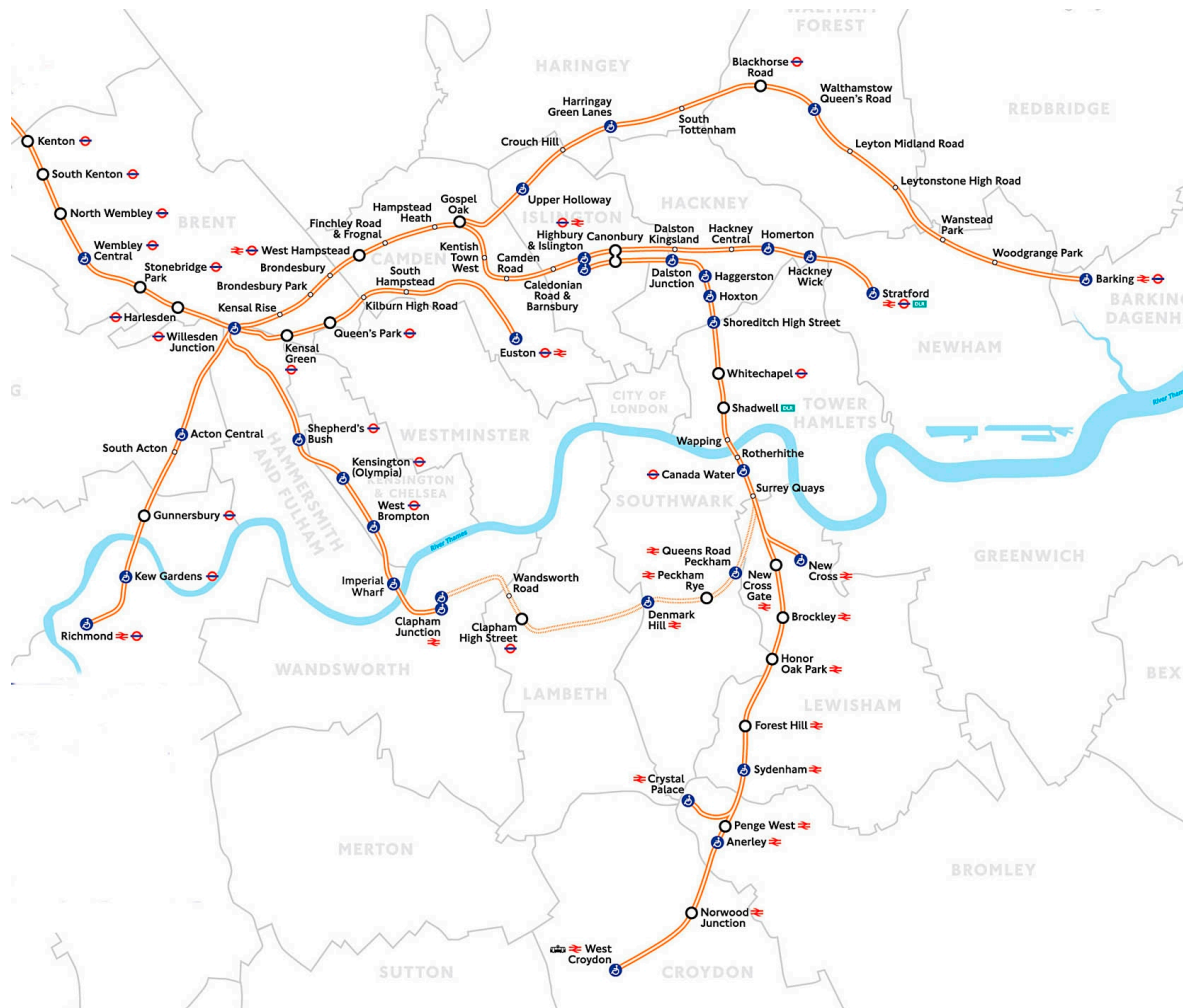 WALTHAM
FOREST
HARINGEY
Blackhorse
Road
Walthamstow
Queen's Road
REDBRIDGE
Harringay
Green Lanes
South
Tottenham
Kenton
Crouch Hill
Leyton Midland Road
South Kenton
Leytonstone High Road
North Wembley
BRENT
Finchley Road
& Frognal
Hampstead
Heath
Gospel
Oak
Upper Holloway
ISLINGTON
HACKNEY
Wanstead
Park
Wembley
Central
West Hampstead
CAMDEN
Kentish
Town
West
Camden
Road
Highbury
& Islington
Canonbury
Dalston
Kingsland
Hackney
Central
Homerton
Woodgrange Park
Stonebridge
Park
Brondesbury
Brondesbury Park
South
Hampstead
Caledonian
Road &
Barnsbury
Dalston
Junction
Haggerston
Hackney
Wick
Barking
Kensal Rise
Kilburn High Road
Hoxton
Stratford
DLR
BARKING
DAGENH
Harlesden
Willesden
Junction
Queen's Park
Shoreditch High Street
Kensal
Green
Euston
NEWHAM
Whitechapel
G
CITY OF
LONDON
Shadwell
DLR
TOWER
HAMLETS
River Thames
Acton Central
Shepherd's
Bush
WESTMINSTER
Wapping
South Acton
HAMMERSMITH
AND FULHAM
Kensington
(Olympia)
KENSINGTON
& CHELSEA
Rotherhithe
Canada Water
Surrey Quays
SOUTHWARK
Gunnersbury
West
Brompton
River Thames
GREENWICH
Queens Road
Peckham
New
Cross
Kew Gardens
Imperial
Wharf
Wandsworth
Road
Peckham
Rye
New
Cross
Gate
Richmond
Clapham
Junction
Clapham
High Street
Denmark
Hill
Brockley
WANDSWORTH
Honor
Oak Park
BEX
LAMBETH
LEWISHAM
Forest Hill
Sydenham
Crystal
Palace
Penge West
Anerley
MERTON
BROMLEY
Norwood
Junction
West
Croydon
SUTTON
CROYDON